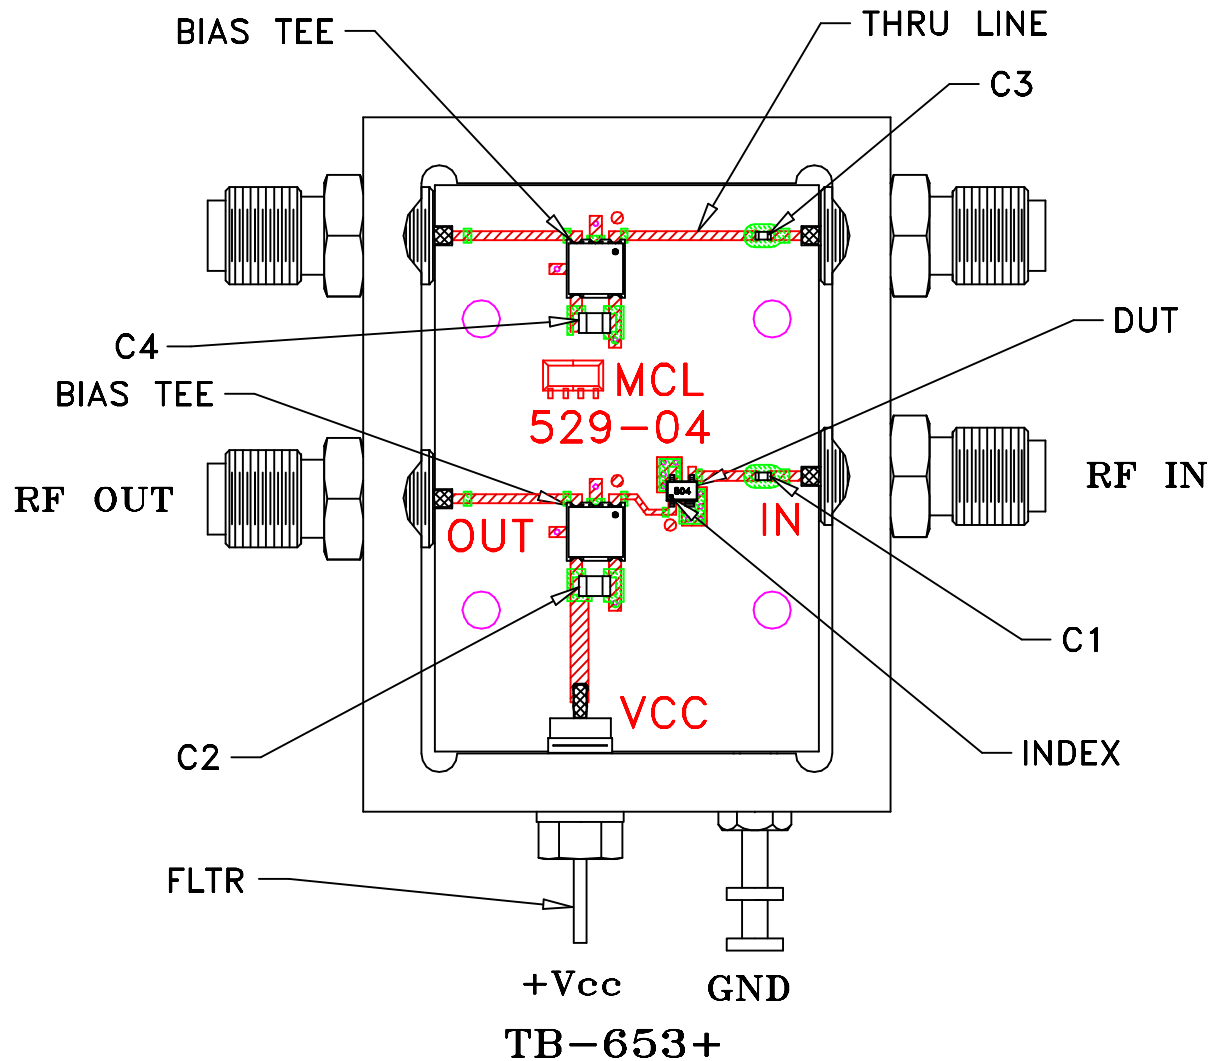 BIAS TEE
THRU LINE
C3
C4
DUT
BIAS TEE
MCL
529-04
RF OUT
RF IN
504
OUT
IN
C1
VCC
C2
INDEX
FLTR
+Vcc
GND
TB-653+